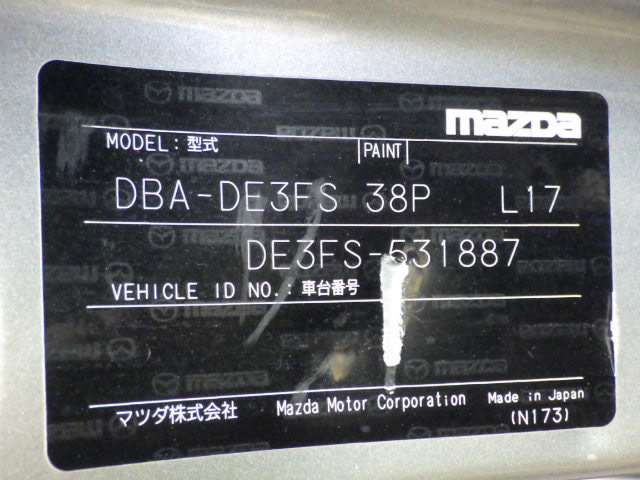 mazda
MODEL: 型式 PAINT
DBA-DE3FS 38P L17
DE3FS-531887
VEHICLE ID NO.: 車台番号
マツダ株式会社 Mazda Motor Corporation Made in Japan
(N173)